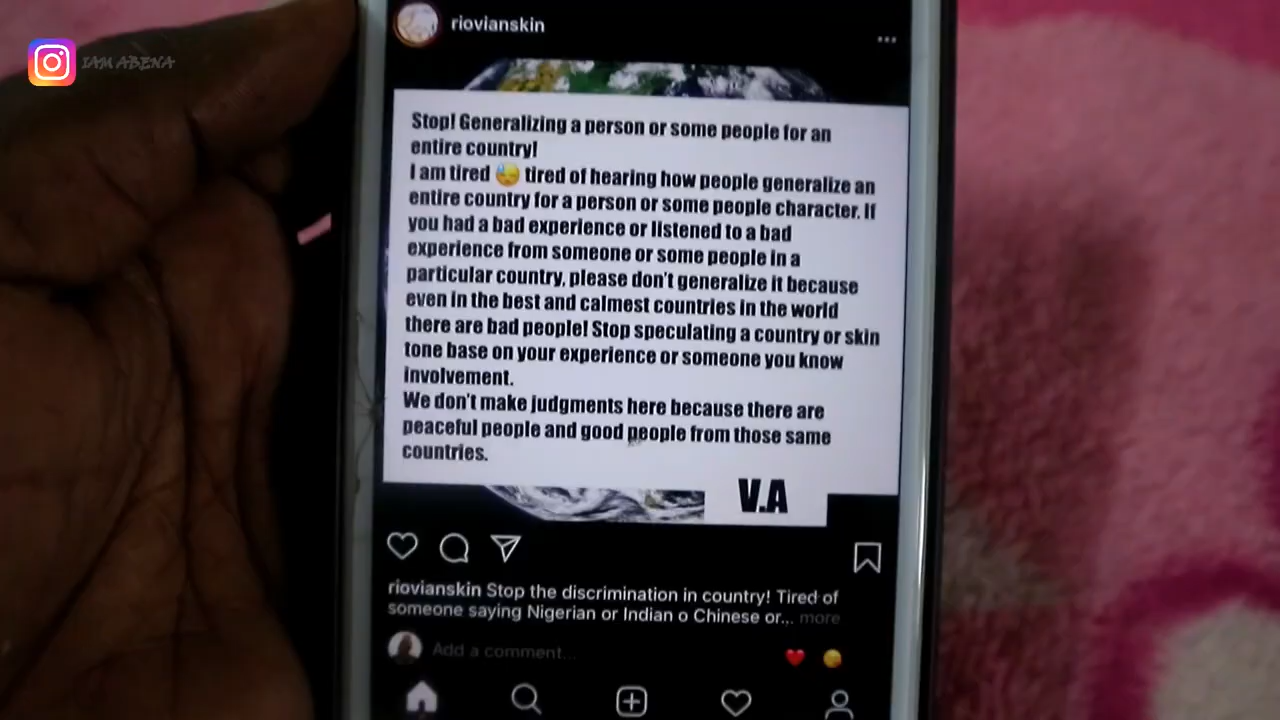 IAM ABENA
riovianskin
Stop! Generalizing a person or some people for an
entire country!
I am tired 😓 tired of hearing how people generalize an
entire country for a person or some people character. If
you had a bad experience or listened to a bad
experience from someone or some people in a
particular country, please don't generalize it because
even in the best and calmest countries in the world
there are bad people! Stop speculating a country or skin
tone base on your experience or someone you know
involvement.
We don't make judgments here because there are
peaceful people and good people from those same
countries.
V.A
riovianskin Stop the discrimination in country! Tired of
someone saying Nigerian or Indian o Chinese or... more
Add a comment...